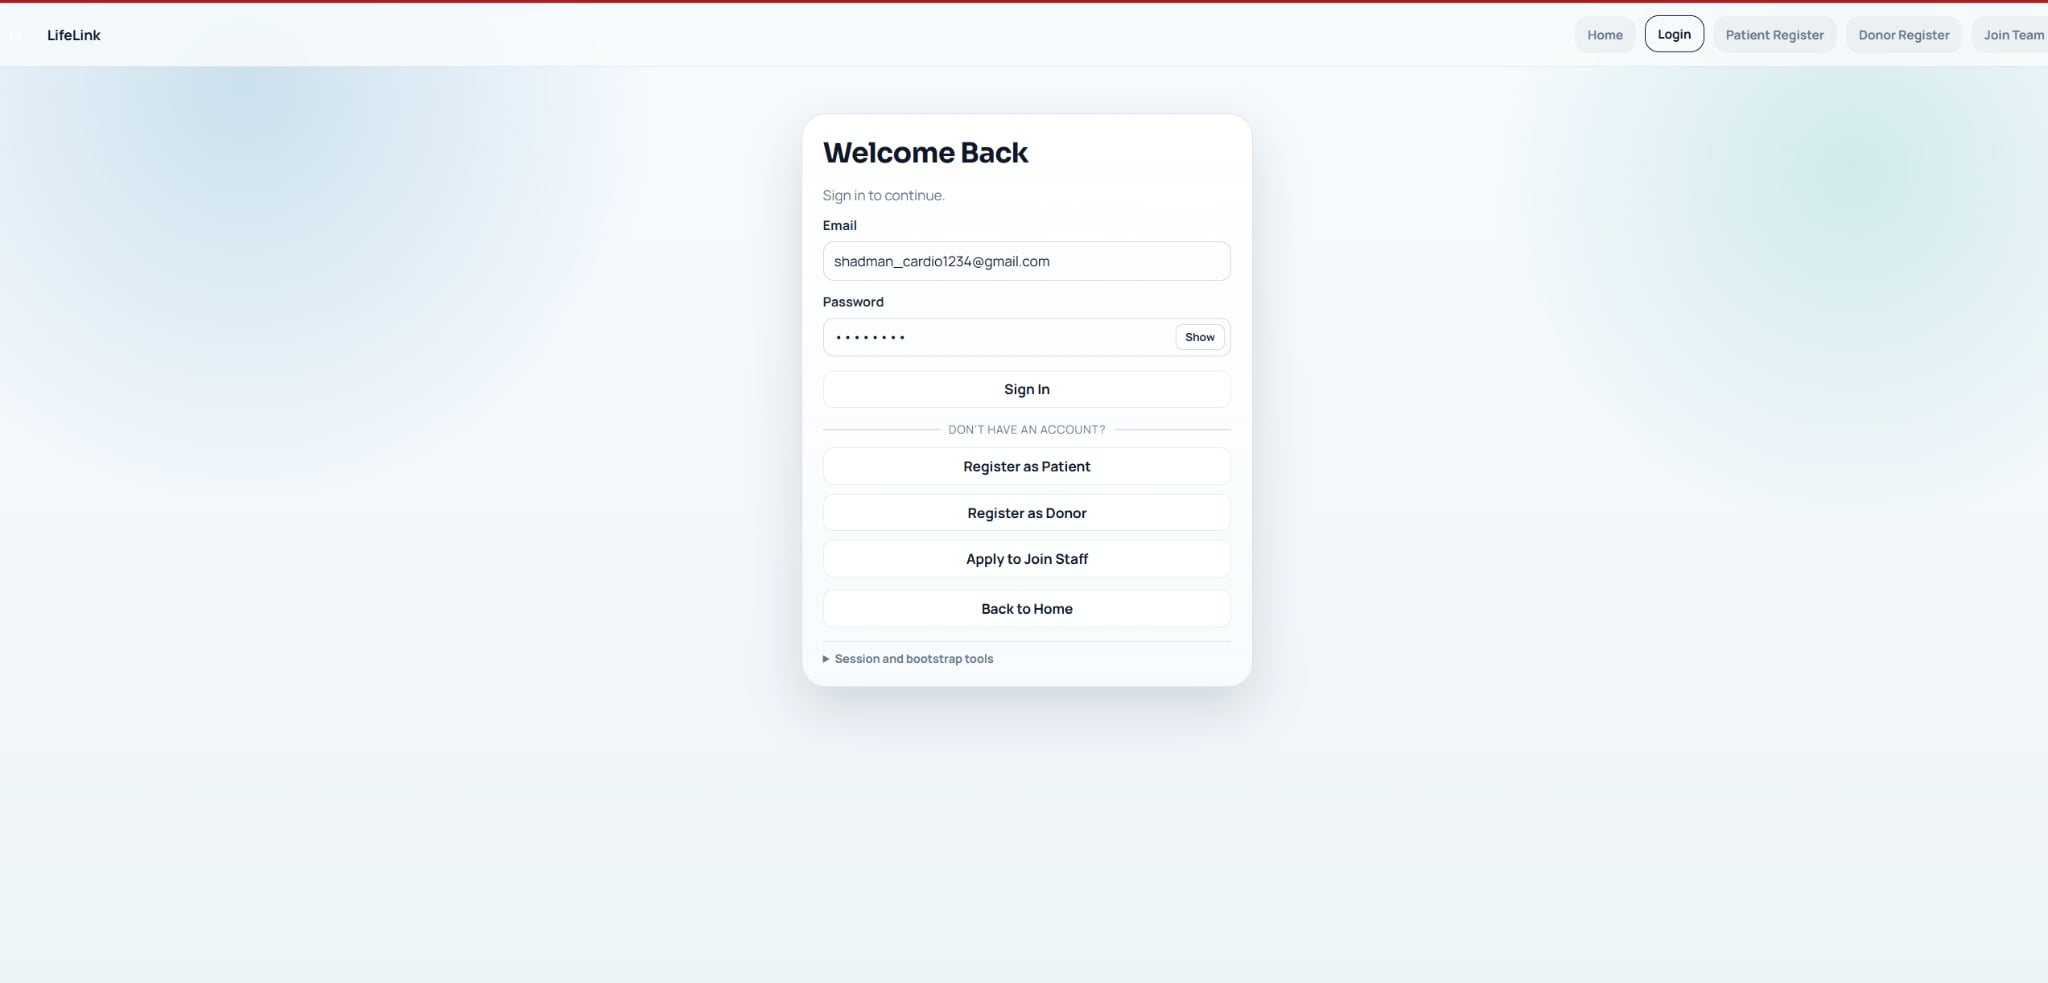 LL
LifeLink
Home
Login
Patient Register
Donor Register
Join Team
Welcome Back
Sign in to continue.
Email
shadman_cardio1234@gmail.com
Password
••••••••
Show
Sign In
DON'T HAVE AN ACCOUNT?
Register as Patient
Register as Donor
Apply to Join Staff
Back to Home
Session and bootstrap tools